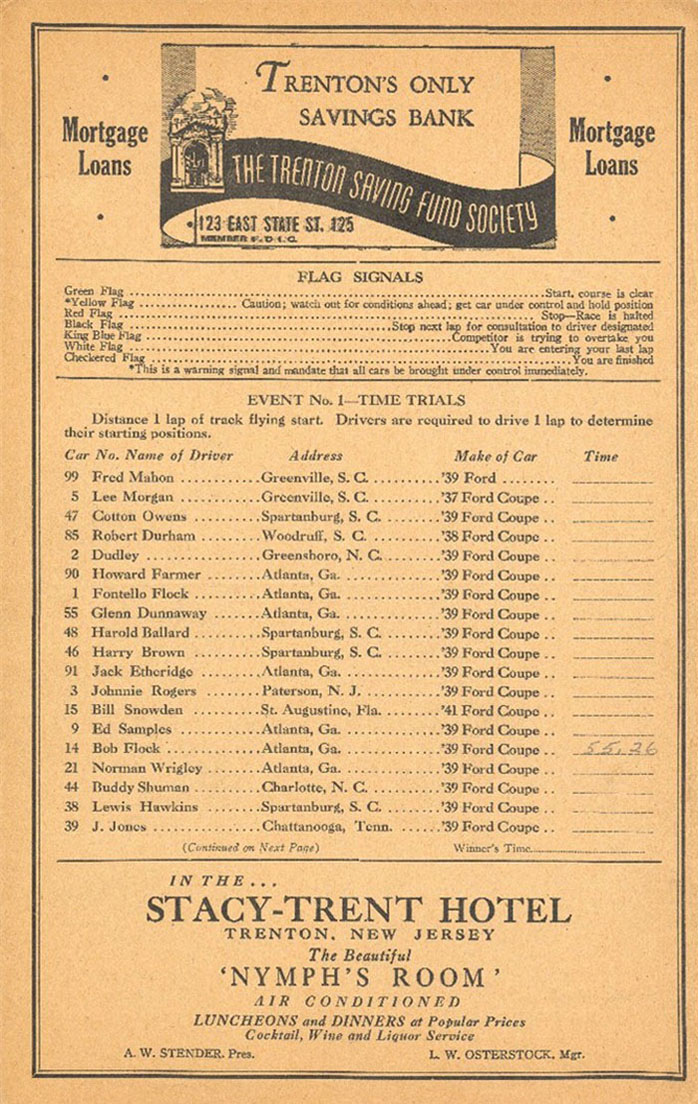 Mortgage Loans
TRENTON'S ONLY
SAVINGS BANK
THE TRENTON SAVING FUND SOCIETY
123 EAST STATE ST. 125
MEMBER F.D.I.C.
Mortgage Loans
FLAG SIGNALS
Green Flag ........ Start, course is clear
*Yellow Flag ........ Caution; watch out for conditions ahead; get car under control and hold position
Red Flag ........ Stop—Race is halted
Black Flag ........ Stop next lap for consultation to driver designated
King Blue Flag ........ Competitor is trying to overtake you
White Flag ........ You are entering your last lap
Checkered Flag ........ You are finished
*This is a warning signal and mandate that all cars be brought under control immediately.
EVENT No. 1—TIME TRIALS
Distance 1 lap of track flying start. Drivers are required to drive 1 lap to determine
their starting positions.
Car No. Name of Driver Address Make of Car Time
99 Fred Mahon ........ Greenville, S. C. ........ '39 Ford ........
5 Lee Morgan ........ Greenville, S. C. ........ '37 Ford Coupe ..
47 Cotton Owens ........ Spartanburg, S. C. ........ '39 Ford Coupe ..
85 Robert Durham ........ Woodruff, S. C. ........ '38 Ford Coupe ..
2 Dudley ........ Greensboro, N. C. ........ '39 Ford Coupe ..
90 Howard Farmer ........ Atlanta, Ga. ........ '39 Ford Coupe ..
1 Fontello Flock ........ Atlanta, Ga. ........ '39 Ford Coupe ..
55 Glenn Dunnaway ........ Atlanta, Ga. ........ '39 Ford Coupe ..
48 Harold Ballard ........ Spartanburg, S. C. ........ '39 Ford Coupe ..
46 Harry Brown ........ Spartanburg, S. C. ........ '39 Ford Coupe ..
91 Jack Etheridge ........ Atlanta, Ga. ........ '39 Ford Coupe ..
3 Johnnie Rogers ........ Paterson, N. J. ........ '39 Ford Coupe ..
15 Bill Snowden ........ St. Augustine, Fla. ........ '41 Ford Coupe ..
9 Ed Samples ........ Atlanta, Ga. ........ '39 Ford Coupe ..
14 Bob Flock ........ Atlanta, Ga. ........ '39 Ford Coupe .. 55.26
21 Norman Wrigley ........ Atlanta, Ga. ........ '39 Ford Coupe ..
44 Buddy Shuman ........ Charlotte, N. C. ........ '39 Ford Coupe ..
38 Lewis Hawkins ........ Spartanburg, S. C. ........ '39 Ford Coupe ..
39 J. Jones ........ Chattanooga, Tenn. ........ '39 Ford Coupe ..
(Continued on Next Page) Winner's Time
IN THE...
STACY-TRENT HOTEL
TRENTON, NEW JERSEY
The Beautiful
'NYMPH'S ROOM'
AIR CONDITIONED
LUNCHEONS and DINNERS at Popular Prices
Cocktail, Wine and Liquor Service
A. W. STENDER, Pres. L. W. OSTERSTOCK, Mgr.